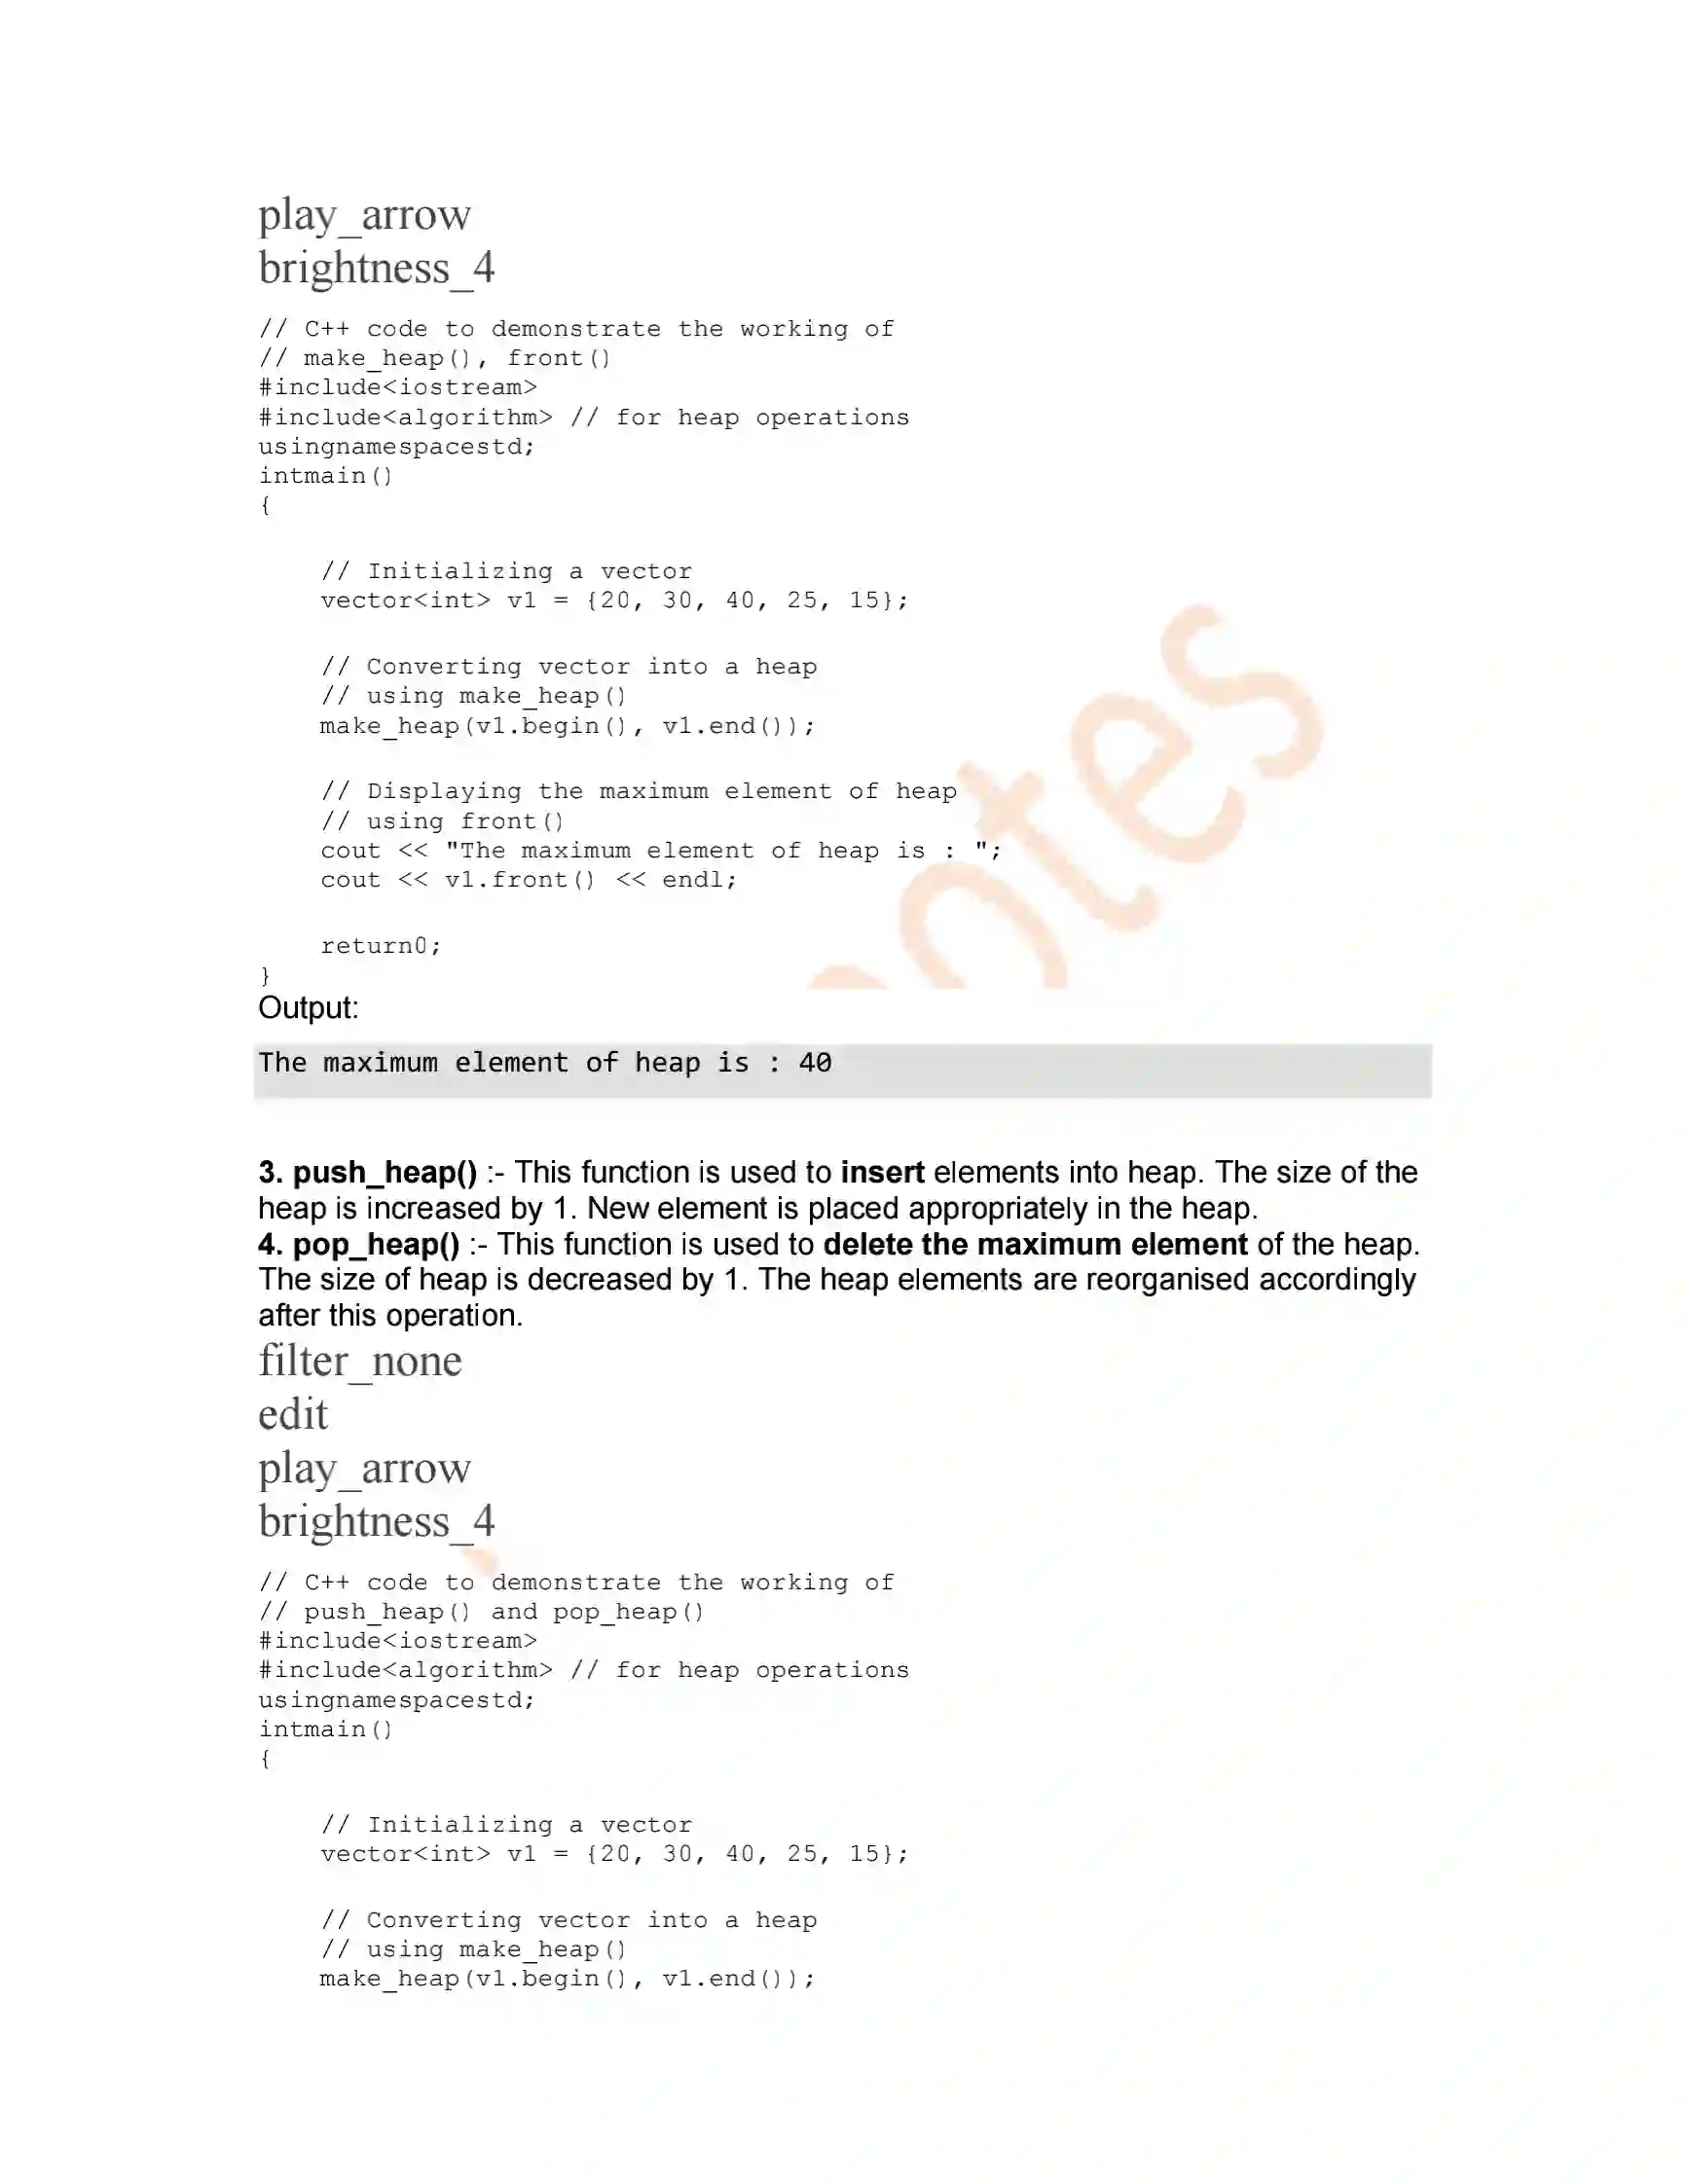 play_arrow
brightness_4
// C++ code to demonstrate the working of
// make_heap(), front()
#include<iostream>
#include<algorithm> // for heap operations
usingnamespacestd;
intmain()
{
// Initializing a vector
vector<int> v1 = {20, 30, 40, 25, 15};
// Converting vector into a heap
// using make_heap()
make_heap(v1.begin(), v1.end());
// Displaying the maximum element of heap
// using front()
cout << "The maximum element of heap is : ";
cout << v1.front() << endl;
return0;
}
Output:
The maximum element of heap is : 40
3. push_heap() :- This function is used to insert elements into heap. The size of the
heap is increased by 1. New element is placed appropriately in the heap.
4. pop_heap() :- This function is used to delete the maximum element of the heap.
The size of heap is decreased by 1. The heap elements are reorganised accordingly
after this operation.
filter_none
edit
play_arrow
brightness_4
// C++ code to demonstrate the working of
// push_heap() and pop_heap()
#include<iostream>
#include<algorithm> // for heap operations
usingnamespacestd;
intmain()
{
// Initializing a vector
vector<int> v1 = {20, 30, 40, 25, 15};
// Converting vector into a heap
// using make_heap()
make_heap(v1.begin(), v1.end());